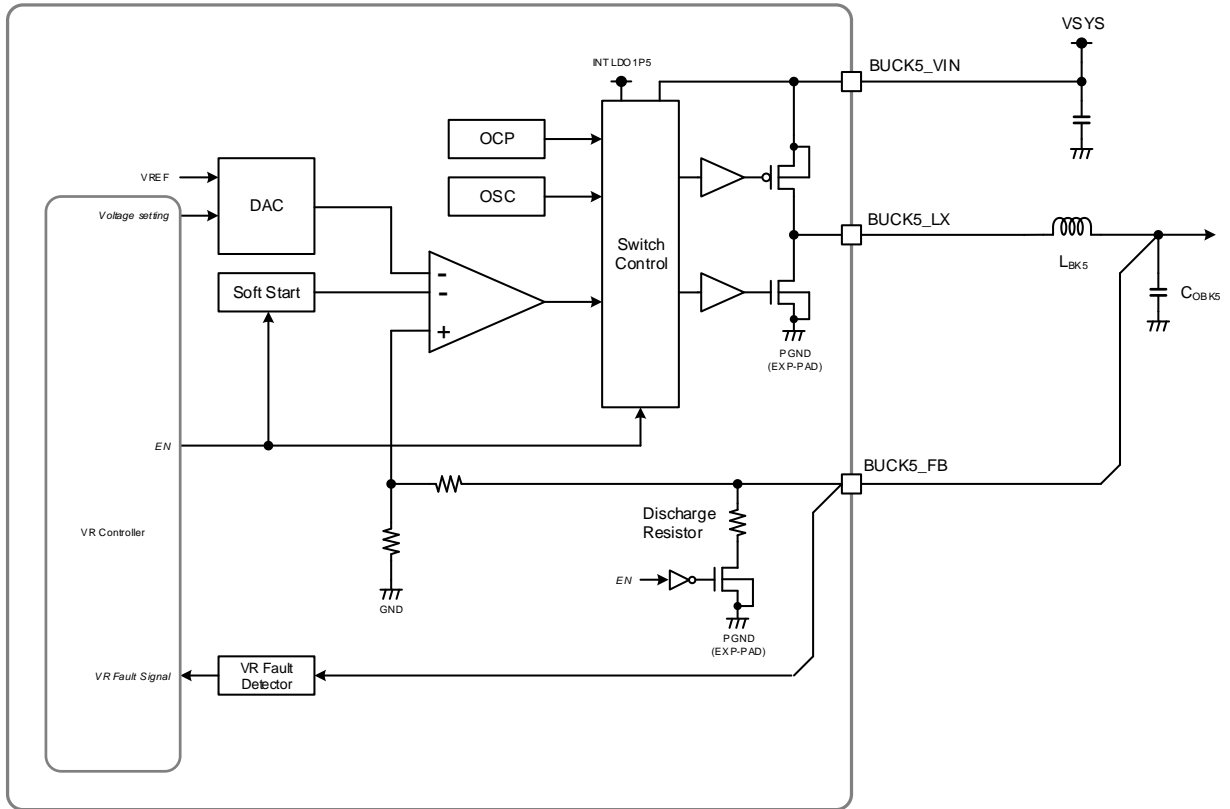 VSYS
INTLDO1P5
BUCK5_VIN
OCP
VREF
DAC
OSC
Voltage setting
BUCK5_LX
Switch
Control
-
-
+
Soft Start
LBK5
COBK5
PGND
(EXP-PAD)
EN
BUCK5_FB
Discharge
Resistor
VR Controller
EN
GND
PGND
(EXP-PAD)
VR Fault Signal
VR Fault
Detector